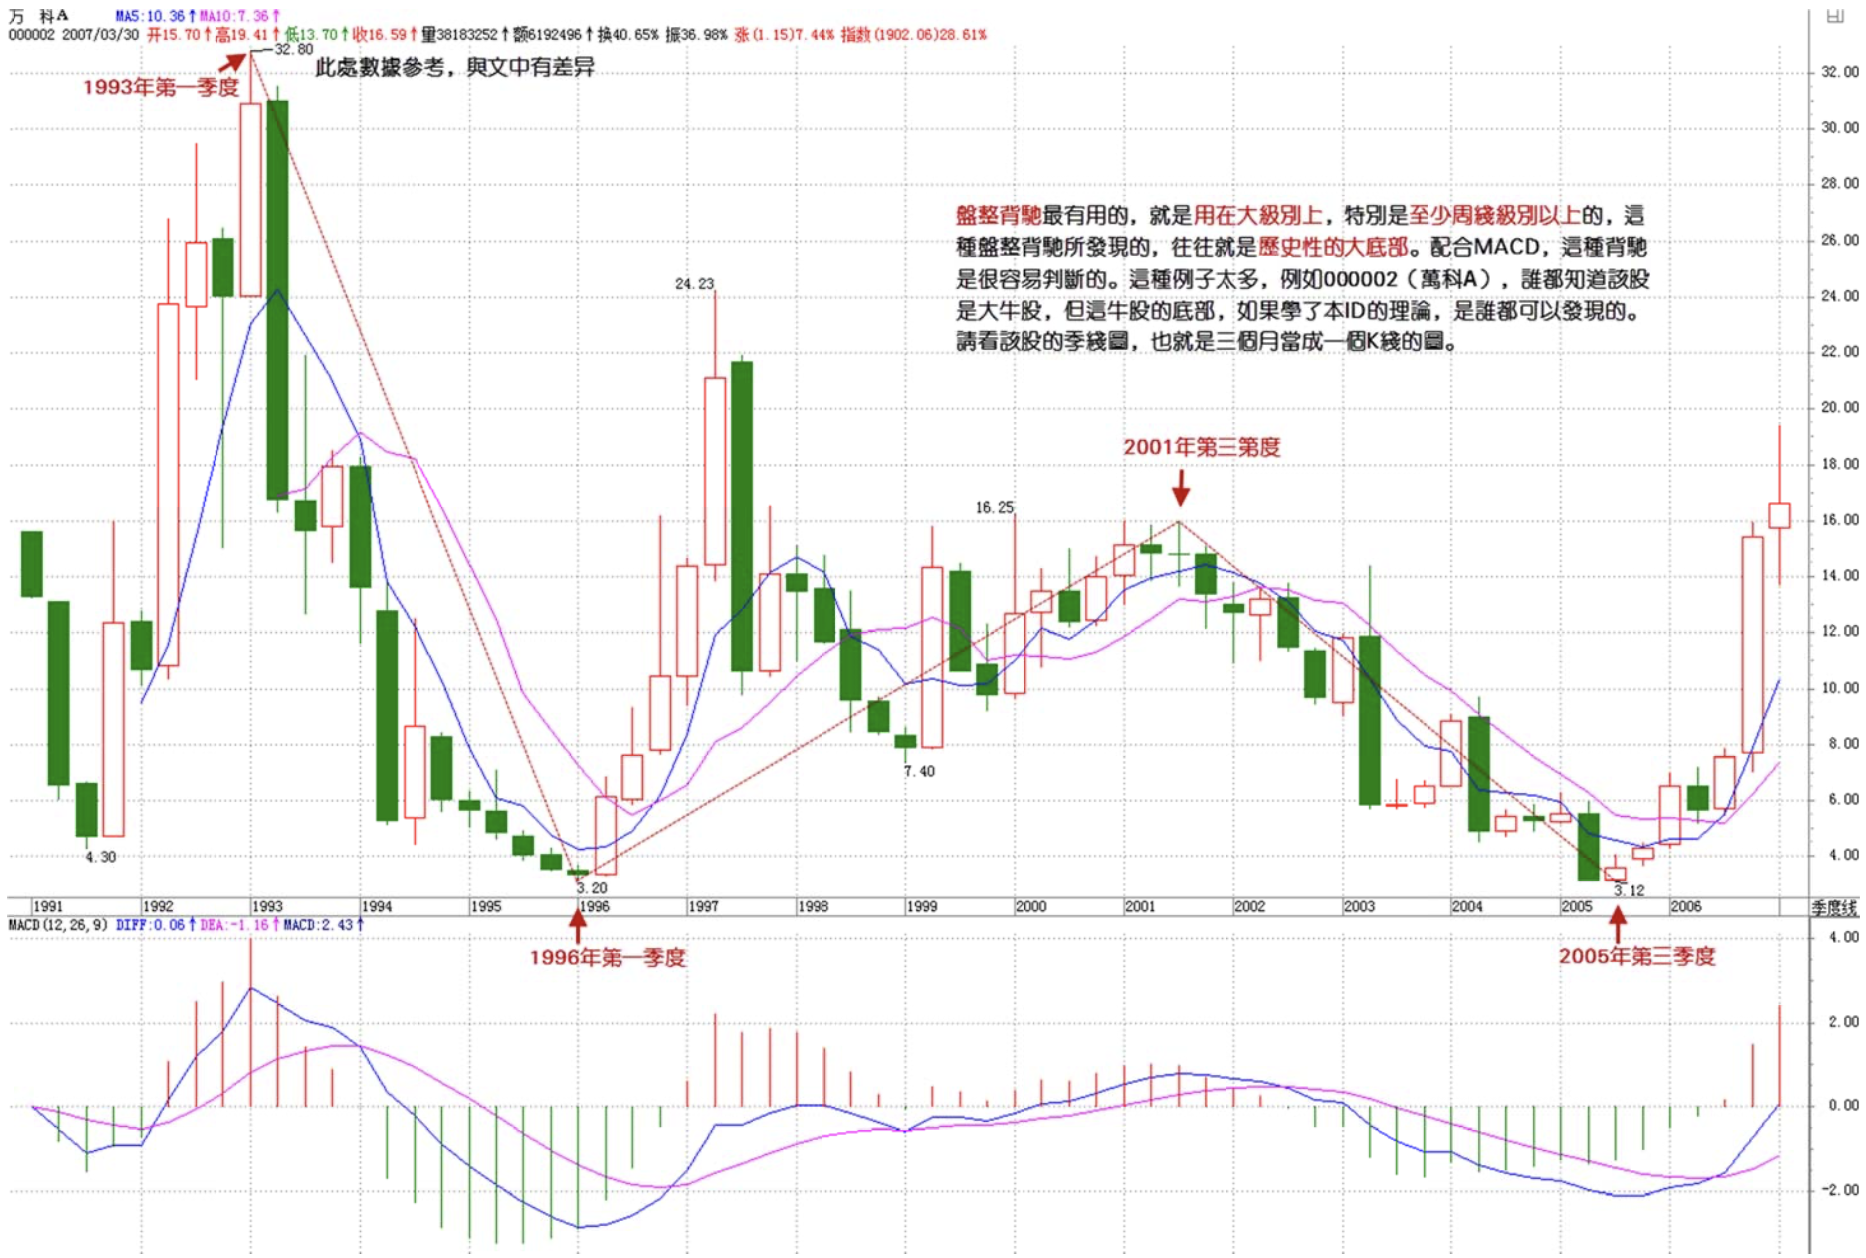 万 科A MA5:10.36↑MA10:7.36↑
000002 2007/03/30 开15.70↑高19.41↑低13.70↑收16.59↑量38183252↑额6192496↑换40.65% 振36.98% 涨(1.15)7.44% 指数(1902.06)28.61%
32.80
此處數據參考，與文中有差异
1993年第一季度
32.00
30.00
28.00
盤整背馳最有用的，就是用在大級別上，特別是至少周綫級別以上的，這
種盤整背馳所發現的，往往就是歷史性的大底部。配合MACD，這種背馳
是很容易判斷的。這種例子太多，例如000002（萬科A），誰都知道該股
是大牛股，但這牛股的底部，如果學了本ID的理論，是誰都可以發現的。
請看該股的季綫圖，也就是三個月當成一個K綫的圖。
26.00
24.23
24.00
22.00
20.00
2001年第三第度
18.00
16.25
16.00
14.00
12.00
10.00
8.00
7.40
6.00
4.30
4.00
3.20
3.12
1991 1992 1993 1994 1995 1996 1997 1998 1999 2000 2001 2002 2003 2004 2005 2006 季度线
MACD(12,26,9) DIFF:0.06↑DEA:-1.16↑MACD:2.43↑
4.00
1996年第一季度
2005年第三季度
2.00
0.00
-2.00